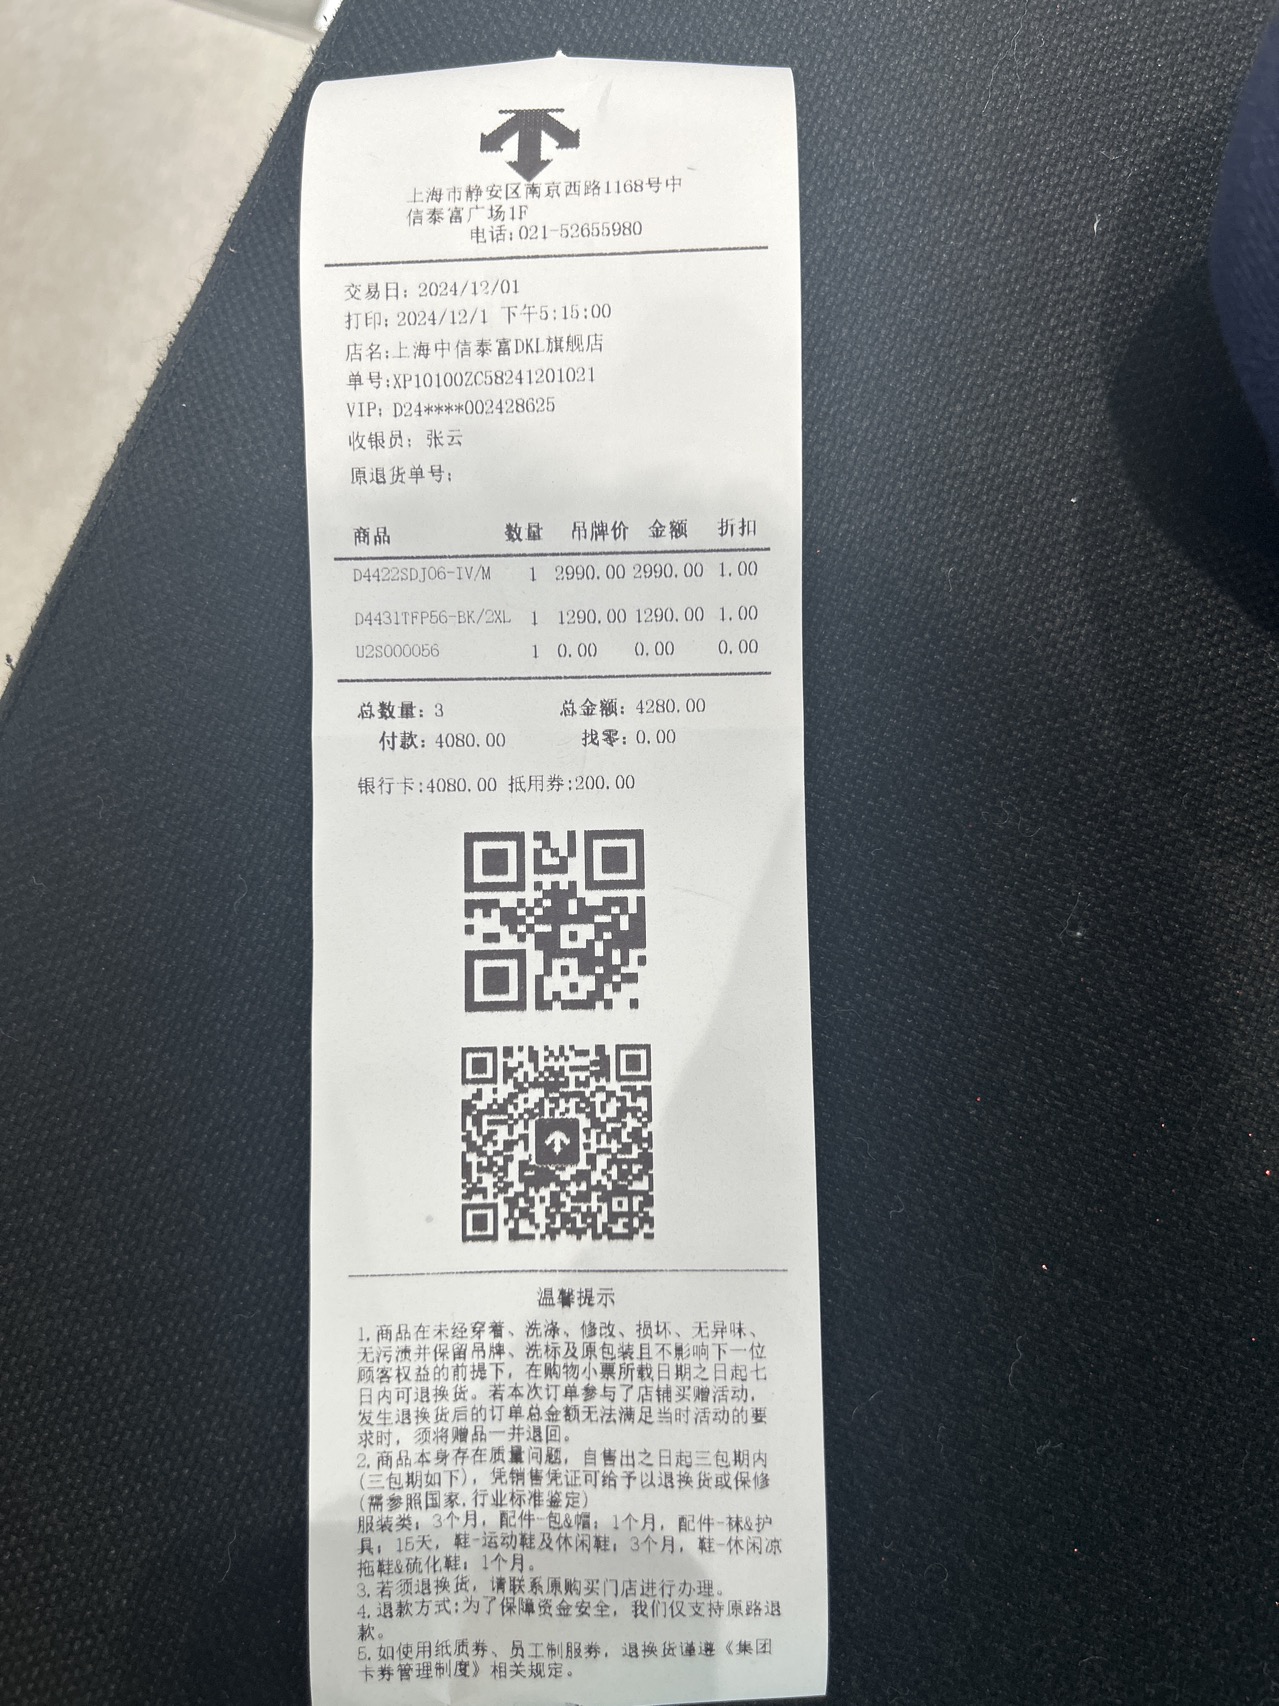 上海市静安区南京西路1168号中
信泰富广场1F
电话:021-52655980
交易日: 2024/12/01
打印: 2024/12/1 下午5:15:00
店名:上海中信泰富DKL旗舰店
单号:XP10100ZC58241201021
VIP: D24****002428625
收银员: 张云
原退货单号:
商品 数量 吊牌价 金额 折扣
D4422SDJ06-IV/M 1 2990.00 2990.00 1.00
D4431TFP56-BK/2XL 1 1290.00 1290.00 1.00
U2S000056 1 0.00 0.00 0.00
总数量: 3 总金额: 4280.00
付款: 4080.00 找零: 0.00
银行卡:4080.00 抵用券:200.00
温馨提示
1.商品在未经穿着、洗涤、修改、损坏、无异味、
无污渍并保留吊牌、洗标及原包装且不影响下一位
顾客权益的前提下, 在购物小票所载日期之日起七
日内可退换货。若本次订单参与了店铺买赠活动,
发生退换货后的订单总金额无法满足当时活动的要
求时, 须将赠品一并退回。
2.商品本身存在质量问题, 自售出之日起三包期内
(三包期如下), 凭销售凭证可给予以退换货或保修
(需参照国家,行业标准鉴定)
服装类: 3个月, 配件-包&帽: 1个月, 配件-袜&护
具: 15天, 鞋-运动鞋及休闲鞋: 3个月, 鞋-休闲凉
拖鞋&硫化鞋: 1个月。
3.若须退换货, 请联系原购买门店进行办理。
4.退款方式:为了保障资金安全, 我们仅支持原路退
款。
5.如使用纸质券、员工制服券, 退换货谨遵《集团
卡券管理制度》相关规定。